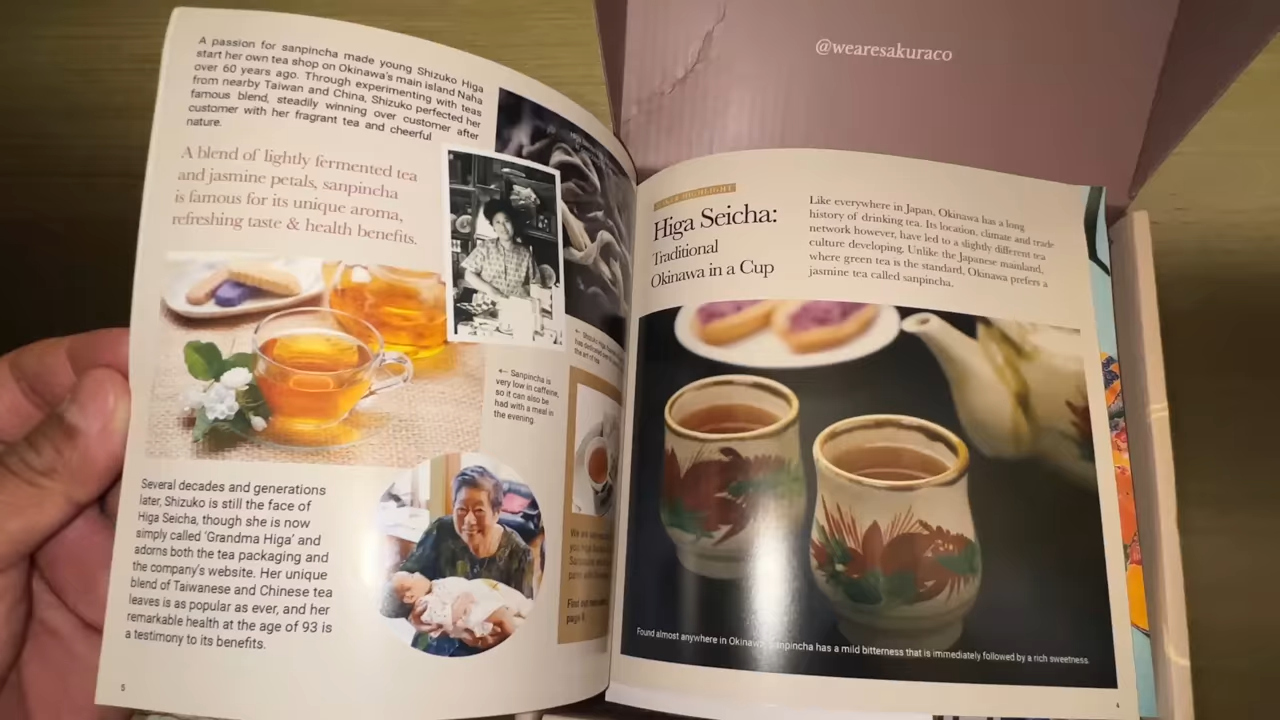 A passion for sanpincha made young Shizuko Higa
start her own tea shop on Okinawa's main island Naha
over 60 years ago. Through experimenting with teas
from nearby Taiwan and China, Shizuko perfected her
famous blend, steadily winning over customer after
customer with her fragrant tea and cheerful
nature.
A blend of lightly fermented tea
and jasmine petals, sanpincha
is famous for its unique aroma,
refreshing taste & health benefits.
← Sanpincha is
very low in caffeine,
so it can also be
had with a meal in
the evening.
← Shizuko Higa
has
the art of tea
We are
page
Several decades and generations
later, Shizuko is still the face of
Higa Seicha, though she is now
simply called 'Grandma Higa' and
adorns both the tea packaging and
the company's website. Her unique
blend of Taiwanese and Chinese tea
leaves is as popular as ever, and her
remarkable health at the age of 93 is
a testimony to its benefits.
5
@wearesakuraco
HIGHLIGHT
Higa Seicha:
Traditional
Okinawa in a Cup
Like everywhere in Japan, Okinawa has a long
history of drinking tea. Its location, climate and trade
network however, have led to a slightly different tea
culture developing. Unlike the Japanese mainland,
where green tea is the standard, Okinawa prefers a
jasmine tea called sanpincha.
Found almost anywhere in Okinawa, sanpincha has a mild bitterness that is immediately followed by a rich sweetness.